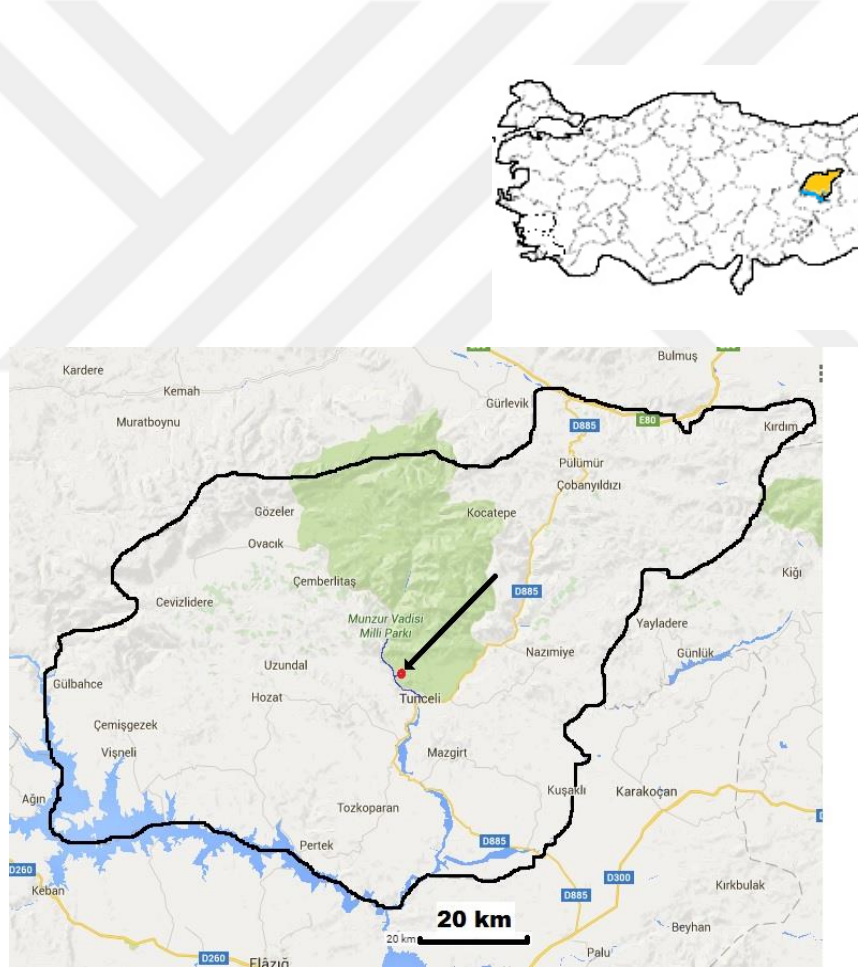 Bulmuş
Kardere
Kemah
Gürlevik
Muratboynu
D885
E80
Kırdım
Pülümür
Çobanyıldızı
Gözeler
Kocatepe
Ovacık
Çemberlitaş
Kiğı
D885
Cevizlidere
Munzur Vadisi
Milli Parkı
Yayladere
Nazımiye
Günlük
Uzundal
Gülbahce
Hozat
Tunceli
Çemişgezek
Vişneli
Mazgirt
Kuşaklı
Karakoçan
Ağın
Tozkoparan
D885
Pertek
D260
D300
Keban
D885
Kırkbulak
20 km
Beyhan
20 km
Palu
D260
Elâzığ